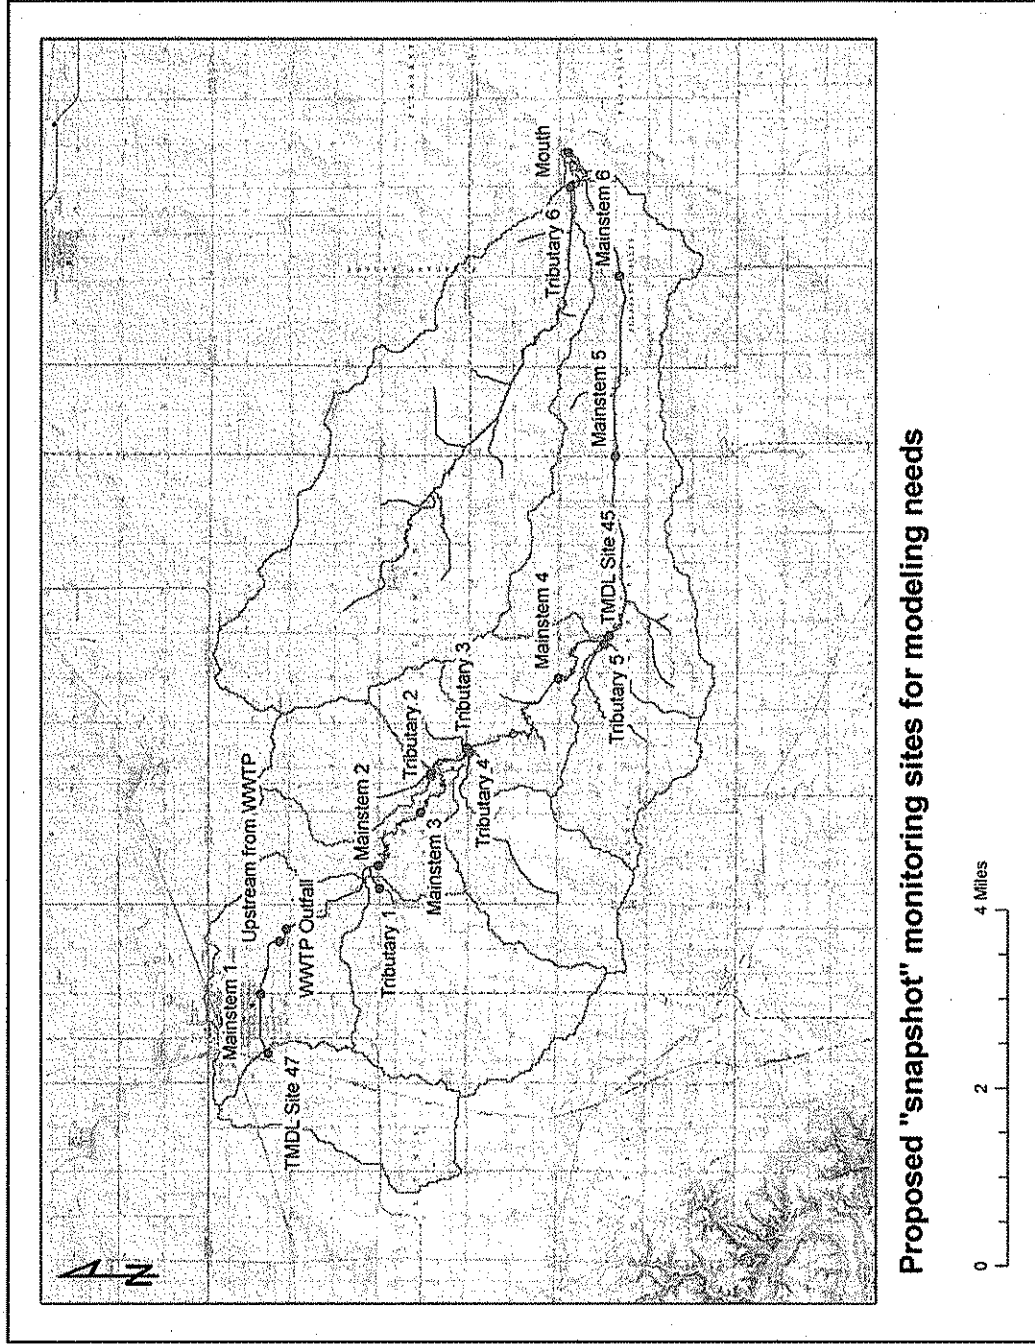 N
TMDL Site 47
Mainstem 1
Upstream from WWTP
WWTP Outfall
Tributary 1
Mainstem 2
Mainstem 3
Tributary 2
Tributary 3
Tributary 4
Mainstem 4
Tributary 5
TMDL Site 45
Mainstem 5
Tributary 6
Mainstem 6
Mouth
Proposed "snapshot" monitoring sites for modeling needs
0 2 4 Miles